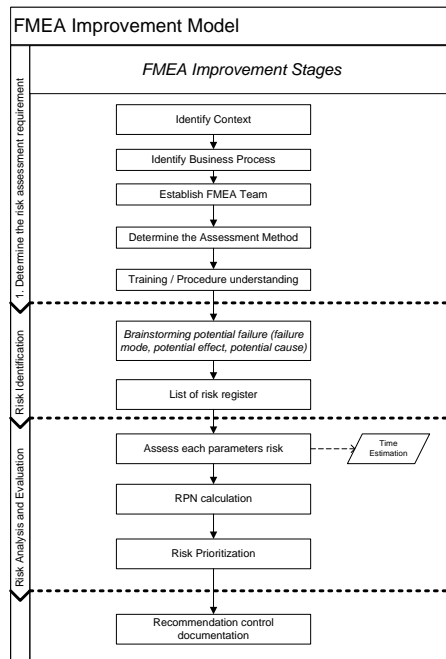 FMEA Improvement Model
FMEA Improvement Stages
1. Determine the risk assessment requirement
Identify Context
Identify Business Process
Establish FMEA Team
Determine the Assessment Method
Training / Procedure understanding
Risk Identification
Brainstorming potential failure (failure
mode, potential effect, potential cause)
List of risk register
Risk Analysis and Evaluation
Assess each parameters risk
Time
Estimation
RPN calculation
Risk Prioritization
Recommendation control
documentation